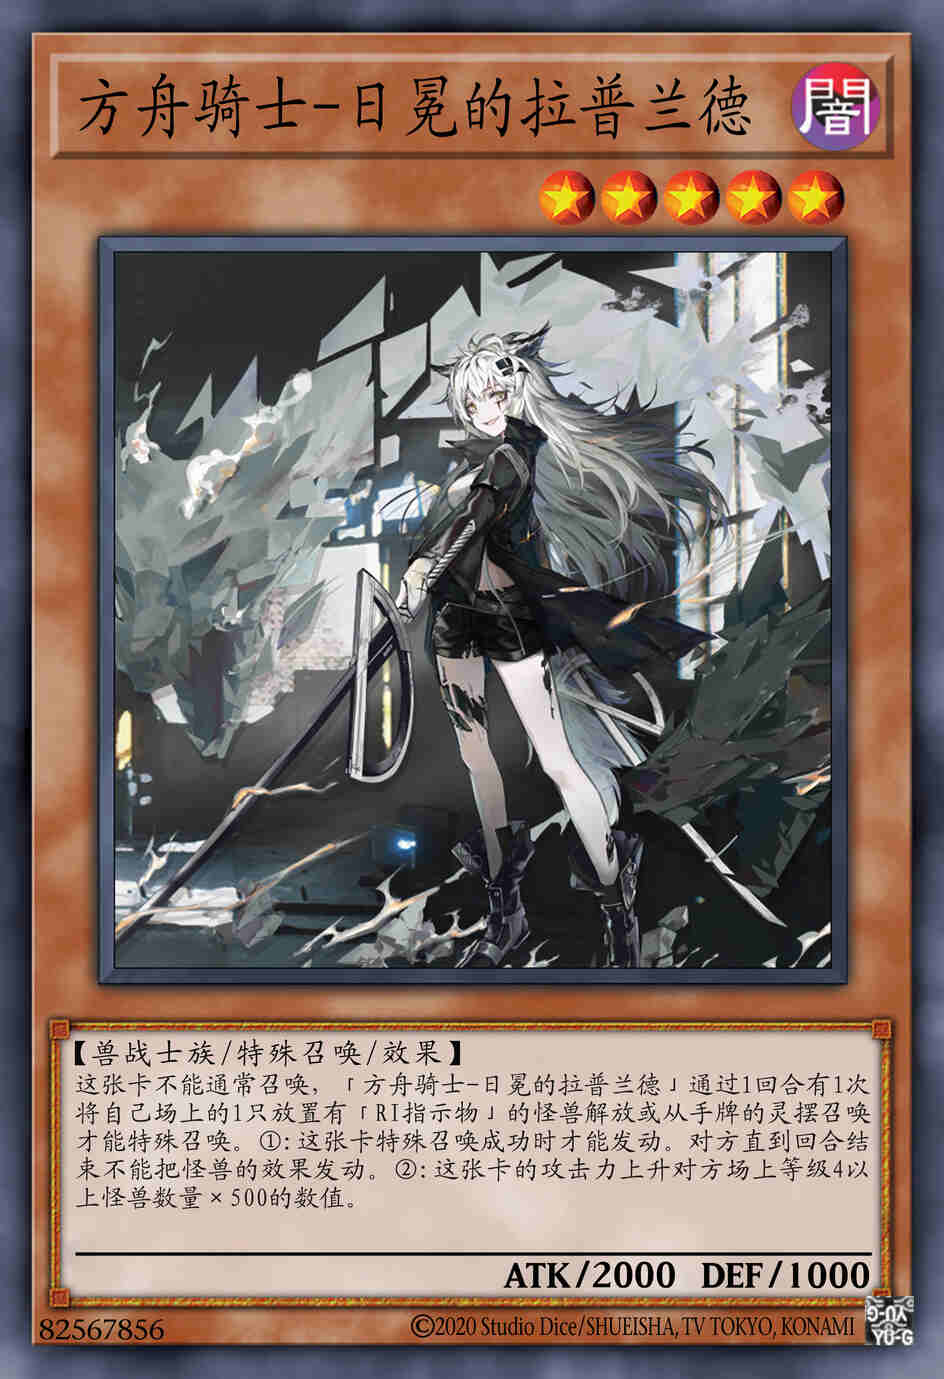 方舟骑士-日冕的拉普兰德
闇
【兽战士族/特殊召唤/效果】
这张卡不能通常召唤，「方舟骑士-日冕的拉普兰德」通过1回合有1次
将自己场上的1只放置有「RI指示物」的怪兽解放或从手牌的灵摆召唤
才能特殊召唤。①:这张卡特殊召唤成功时才能发动。对方直到回合结
束不能把怪兽的效果发动。②:这张卡的攻击力上升对方场上等级4以
上怪兽数量×500的数值。
ATK/2000 DEF/1000
82567856 ©2020 Studio Dice/SHUEISHA, TV TOKYO, KONAMI